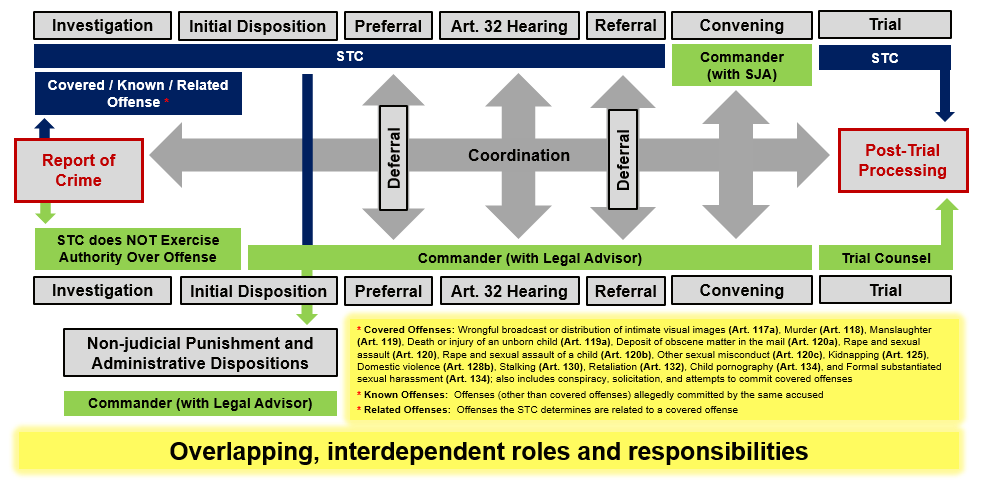 Investigation
Initial Disposition
Preferral
Art. 32 Hearing
Referral
Convening
Trial
STC
Commander
(with SJA)
STC
Covered / Known / Related
Offense *
Report of
Crime
Deferral
Coordination
Deferral
Post-Trial
Processing
STC does NOT Exercise
Authority Over Offense
Commander (with Legal Advisor)
Trial Counsel
Investigation
Initial Disposition
Preferral
Art. 32 Hearing
Referral
Convening
Trial
Non-judicial Punishment and
Administrative Dispositions
Commander (with Legal Advisor)
* Covered Offenses: Wrongful broadcast or distribution of intimate visual images (Art. 117a), Murder (Art. 118), Manslaughter
(Art. 119), Death or injury of an unborn child (Art. 119a), Deposit of obscene matter in the mail (Art. 120a), Rape and sexual
assault (Art. 120), Rape and sexual assault of a child (Art. 120b), Other sexual misconduct (Art. 120c), Kidnapping (Art. 125),
Domestic violence (Art. 128b), Stalking (Art. 130), Retaliation (Art. 132), Child pornography (Art. 134), and Formal substantiated
sexual harassment (Art. 134); also includes conspiracy, solicitation, and attempts to commit covered offenses
* Known Offenses: Offenses (other than covered offenses) allegedly committed by the same accused
* Related Offenses: Offenses the STC determines are related to a covered offense
Overlapping, interdependent roles and responsibilities